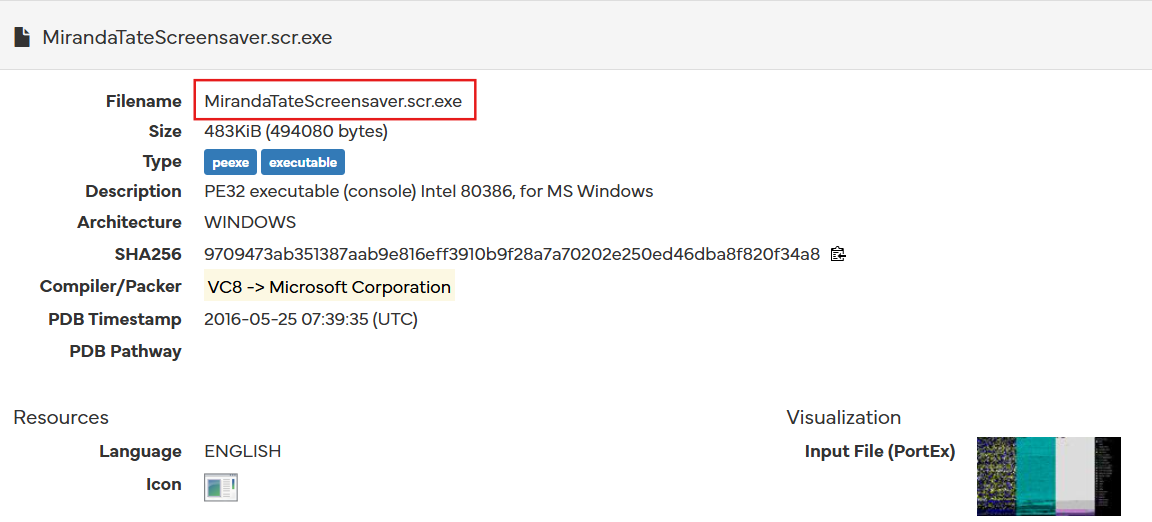 MirandaTateScreensaver.scr.exe
Filename MirandaTateScreensaver.scr.exe
Size 483KiB (494080 bytes)
Type peexe executable
Description PE32 executable (console) Intel 80386, for MS Windows
Architecture WINDOWS
SHA256 9709473ab351387aab9e816eff3910b9f28a7a70202e250ed46dba8f820f34a8
Compiler/Packer VC8 -> Microsoft Corporation
PDB Timestamp 2016-05-25 07:39:35 (UTC)
PDB Pathway
Resources
Language ENGLISH
Icon
Visualization
Input File (PortEx)